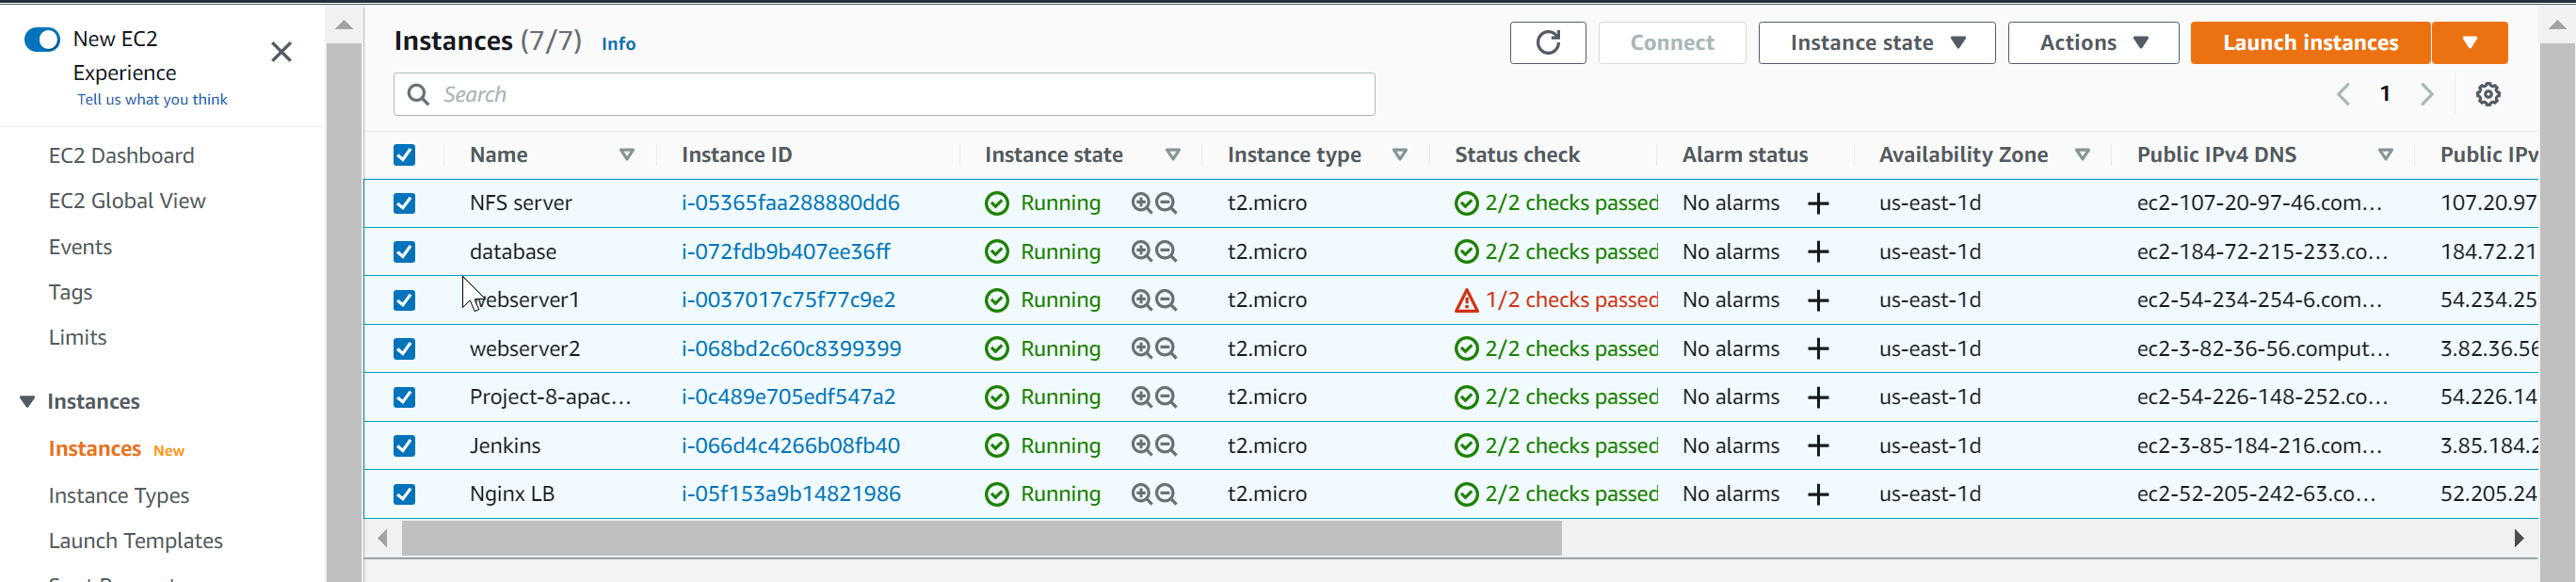 New EC2
Experience
Tell us what you think
EC2 Dashboard
EC2 Global View
Events
Tags
Limits
Instances
Instances New
Instance Types
Launch Templates
Instances (7/7) Info
Connect Instance state Actions Launch instances
Search
1
Name Instance ID Instance state Instance type Status check Alarm status Availability Zone Public IPv4 DNS Public IPv
NFS server i-05365faa288880dd6 Running t2.micro 2/2 checks passed No alarms + us-east-1d ec2-107-20-97-46.com... 107.20.97
database i-072fdb9b407ee36ff Running t2.micro 2/2 checks passed No alarms + us-east-1d ec2-184-72-215-233.co... 184.72.21
webserver1 i-0037017c75f77c9e2 Running t2.micro 1/2 checks passed No alarms + us-east-1d ec2-54-234-254-6.com... 54.234.25
webserver2 i-068bd2c60c8399399 Running t2.micro 2/2 checks passed No alarms + us-east-1d ec2-3-82-36-56.comput... 3.82.36.56
Project-8-apac... i-0c489e705edf547a2 Running t2.micro 2/2 checks passed No alarms + us-east-1d ec2-54-226-148-252.co... 54.226.14
Jenkins i-066d4c4266b08fb40 Running t2.micro 2/2 checks passed No alarms + us-east-1d ec2-3-85-184-216.com... 3.85.184.2
Nginx LB i-05f153a9b14821986 Running t2.micro 2/2 checks passed No alarms + us-east-1d ec2-52-205-242-63.co... 52.205.24